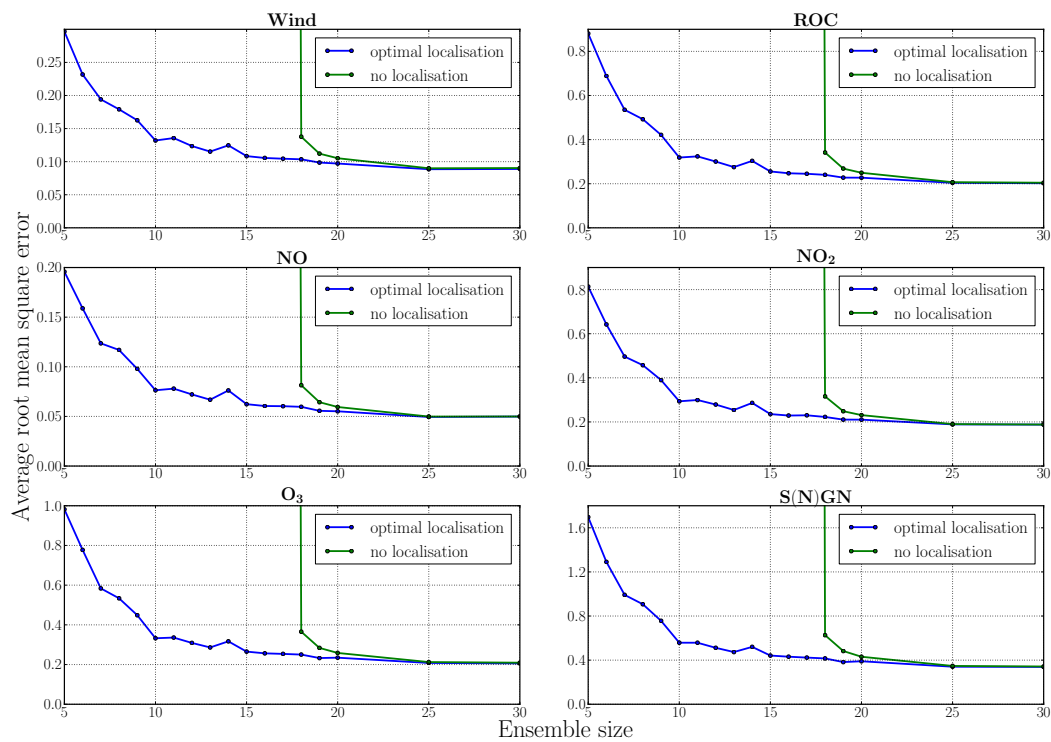 Wind
optimal localisation
no localisation
0.25
0.20
0.15
0.10
0.05
0.00
5 10 15 20 25 30
ROC
optimal localisation
no localisation
0.8
0.6
0.4
0.2
0.0
5 10 15 20 25 30
NO
optimal localisation
no localisation
0.20
0.15
0.10
0.05
0.00
5 10 15 20 25 30
NO₂
optimal localisation
no localisation
0.8
0.6
0.4
0.2
0.0
5 10 15 20 25 30
O₃
optimal localisation
no localisation
1.0
0.8
0.6
0.4
0.2
0.0
5 10 15 20 25 30
S(N)GN
optimal localisation
no localisation
1.6
1.2
0.8
0.4
0.0
5 10 15 20 25 30
Average root mean square error
Ensemble size